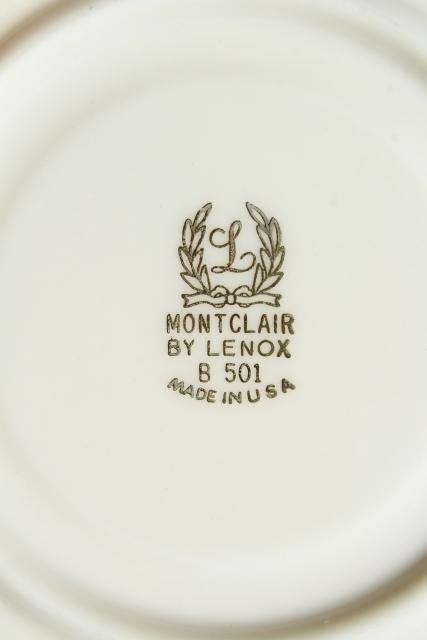 L
MONTCLAIR
BY LENOX
B 501
MADE IN USA